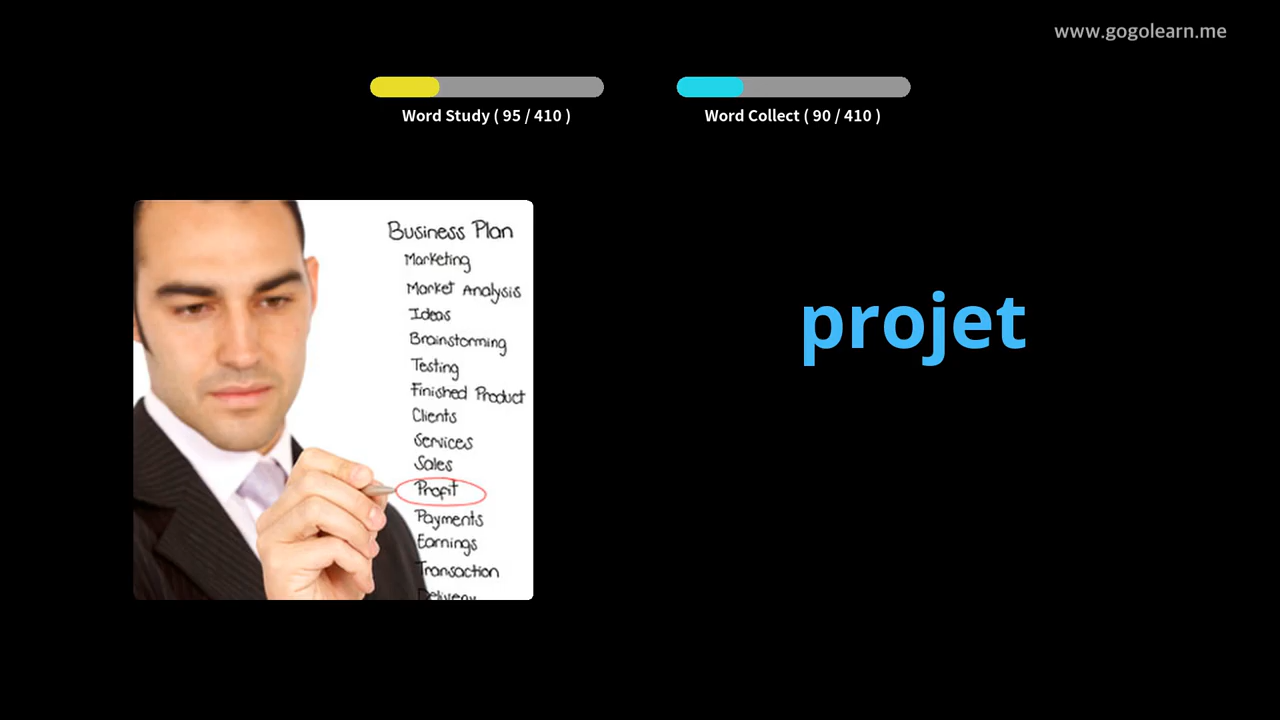 www.gogolearn.me
Word Study ( 95 / 410 )
Word Collect ( 90 / 410 )
Business Plan
Marketing
Market Analysis
Ideas
Brainstorming
Testing
Finished Product
Clients
Services
Sales
Profit
Payments
Earnings
Transaction
Delivery
projet